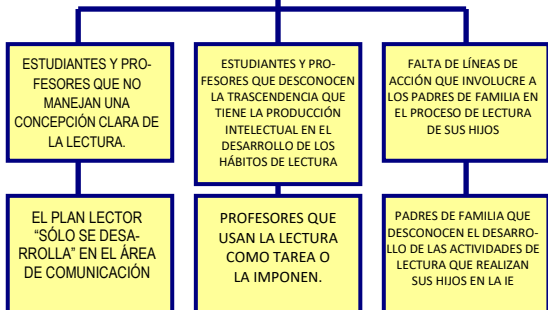 ESTUDIANTES Y PRO-
FESORES QUE NO
MANEJAN UNA
CONCEPCIÓN CLARA DE
LA LECTURA.
ESTUDIANTES Y PRO-
FESORES QUE DESCONOCEN
LA TRASCENDENCIA QUE
TIENE LA PRODUCCIÓN
INTELECTUAL EN EL
DESARROLLO DE LOS
HÁBITOS DE LECTURA
FALTA DE LÍNEAS DE
ACCIÓN QUE INVOLUCRE A
LOS PADRES DE FAMILIA EN
EL PROCESO DE LECTURA
DE SUS HIJOS
EL PLAN LECTOR
“SÓLO SE DESA-
RROLLA” EN EL ÁREA
DE COMUNICACIÓN
PROFESORES QUE
USAN LA LECTURA
COMO TAREA O
LA IMPONEN.
PADRES DE FAMILIA QUE
DESCONOCEN EL DESARRO-
LLO DE LAS ACTIVIDADES DE
LECTURA QUE REALIZAN
SUS HIJOS EN LA IE